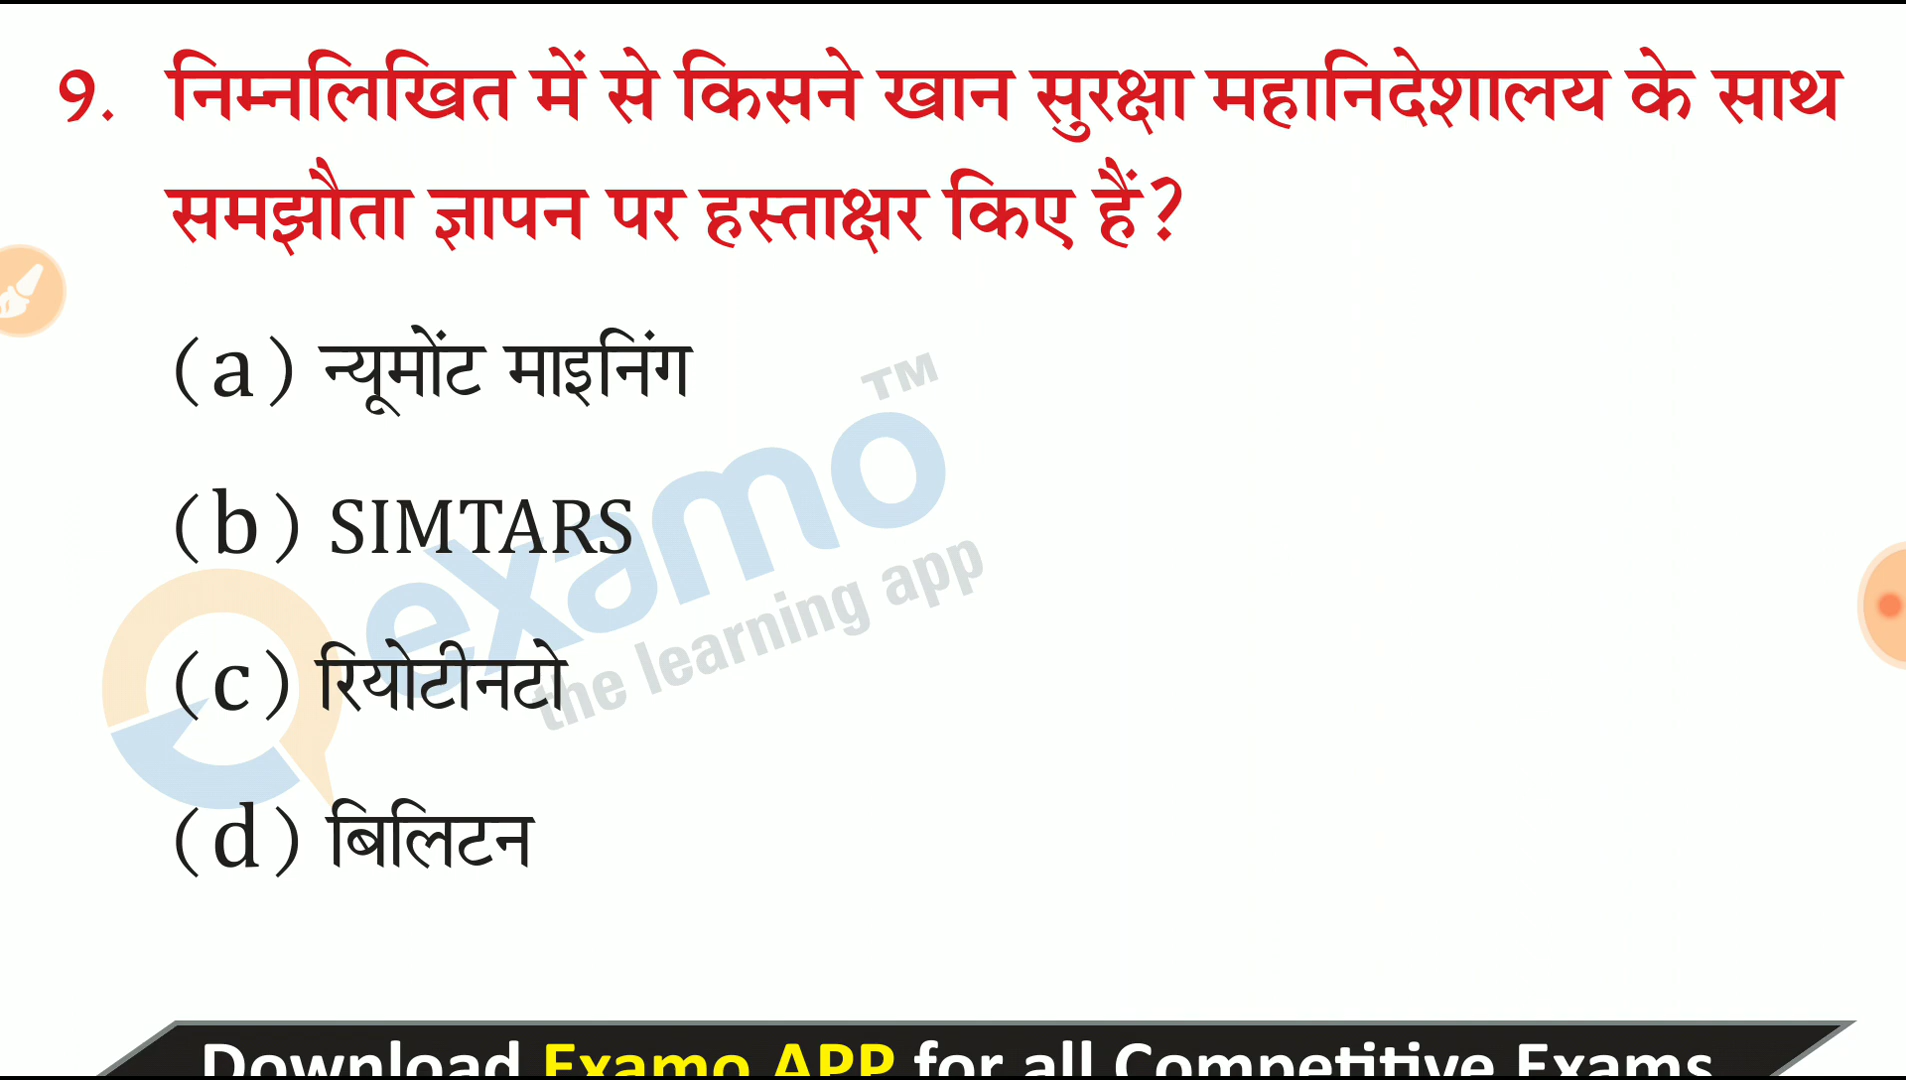 9. निम्नलिखित में से किसने खान सुरक्षा महानिदेशालय के साथ
समझौता ज्ञापन पर हस्ताक्षर किए हैं?
(a) न्यूमोंट माइनिंग
(b) SIMTARS
(c) रियोटीनटो
(d) बिलिटन
examo TM
the learning app
Download Examo APP for all Competitive Exams